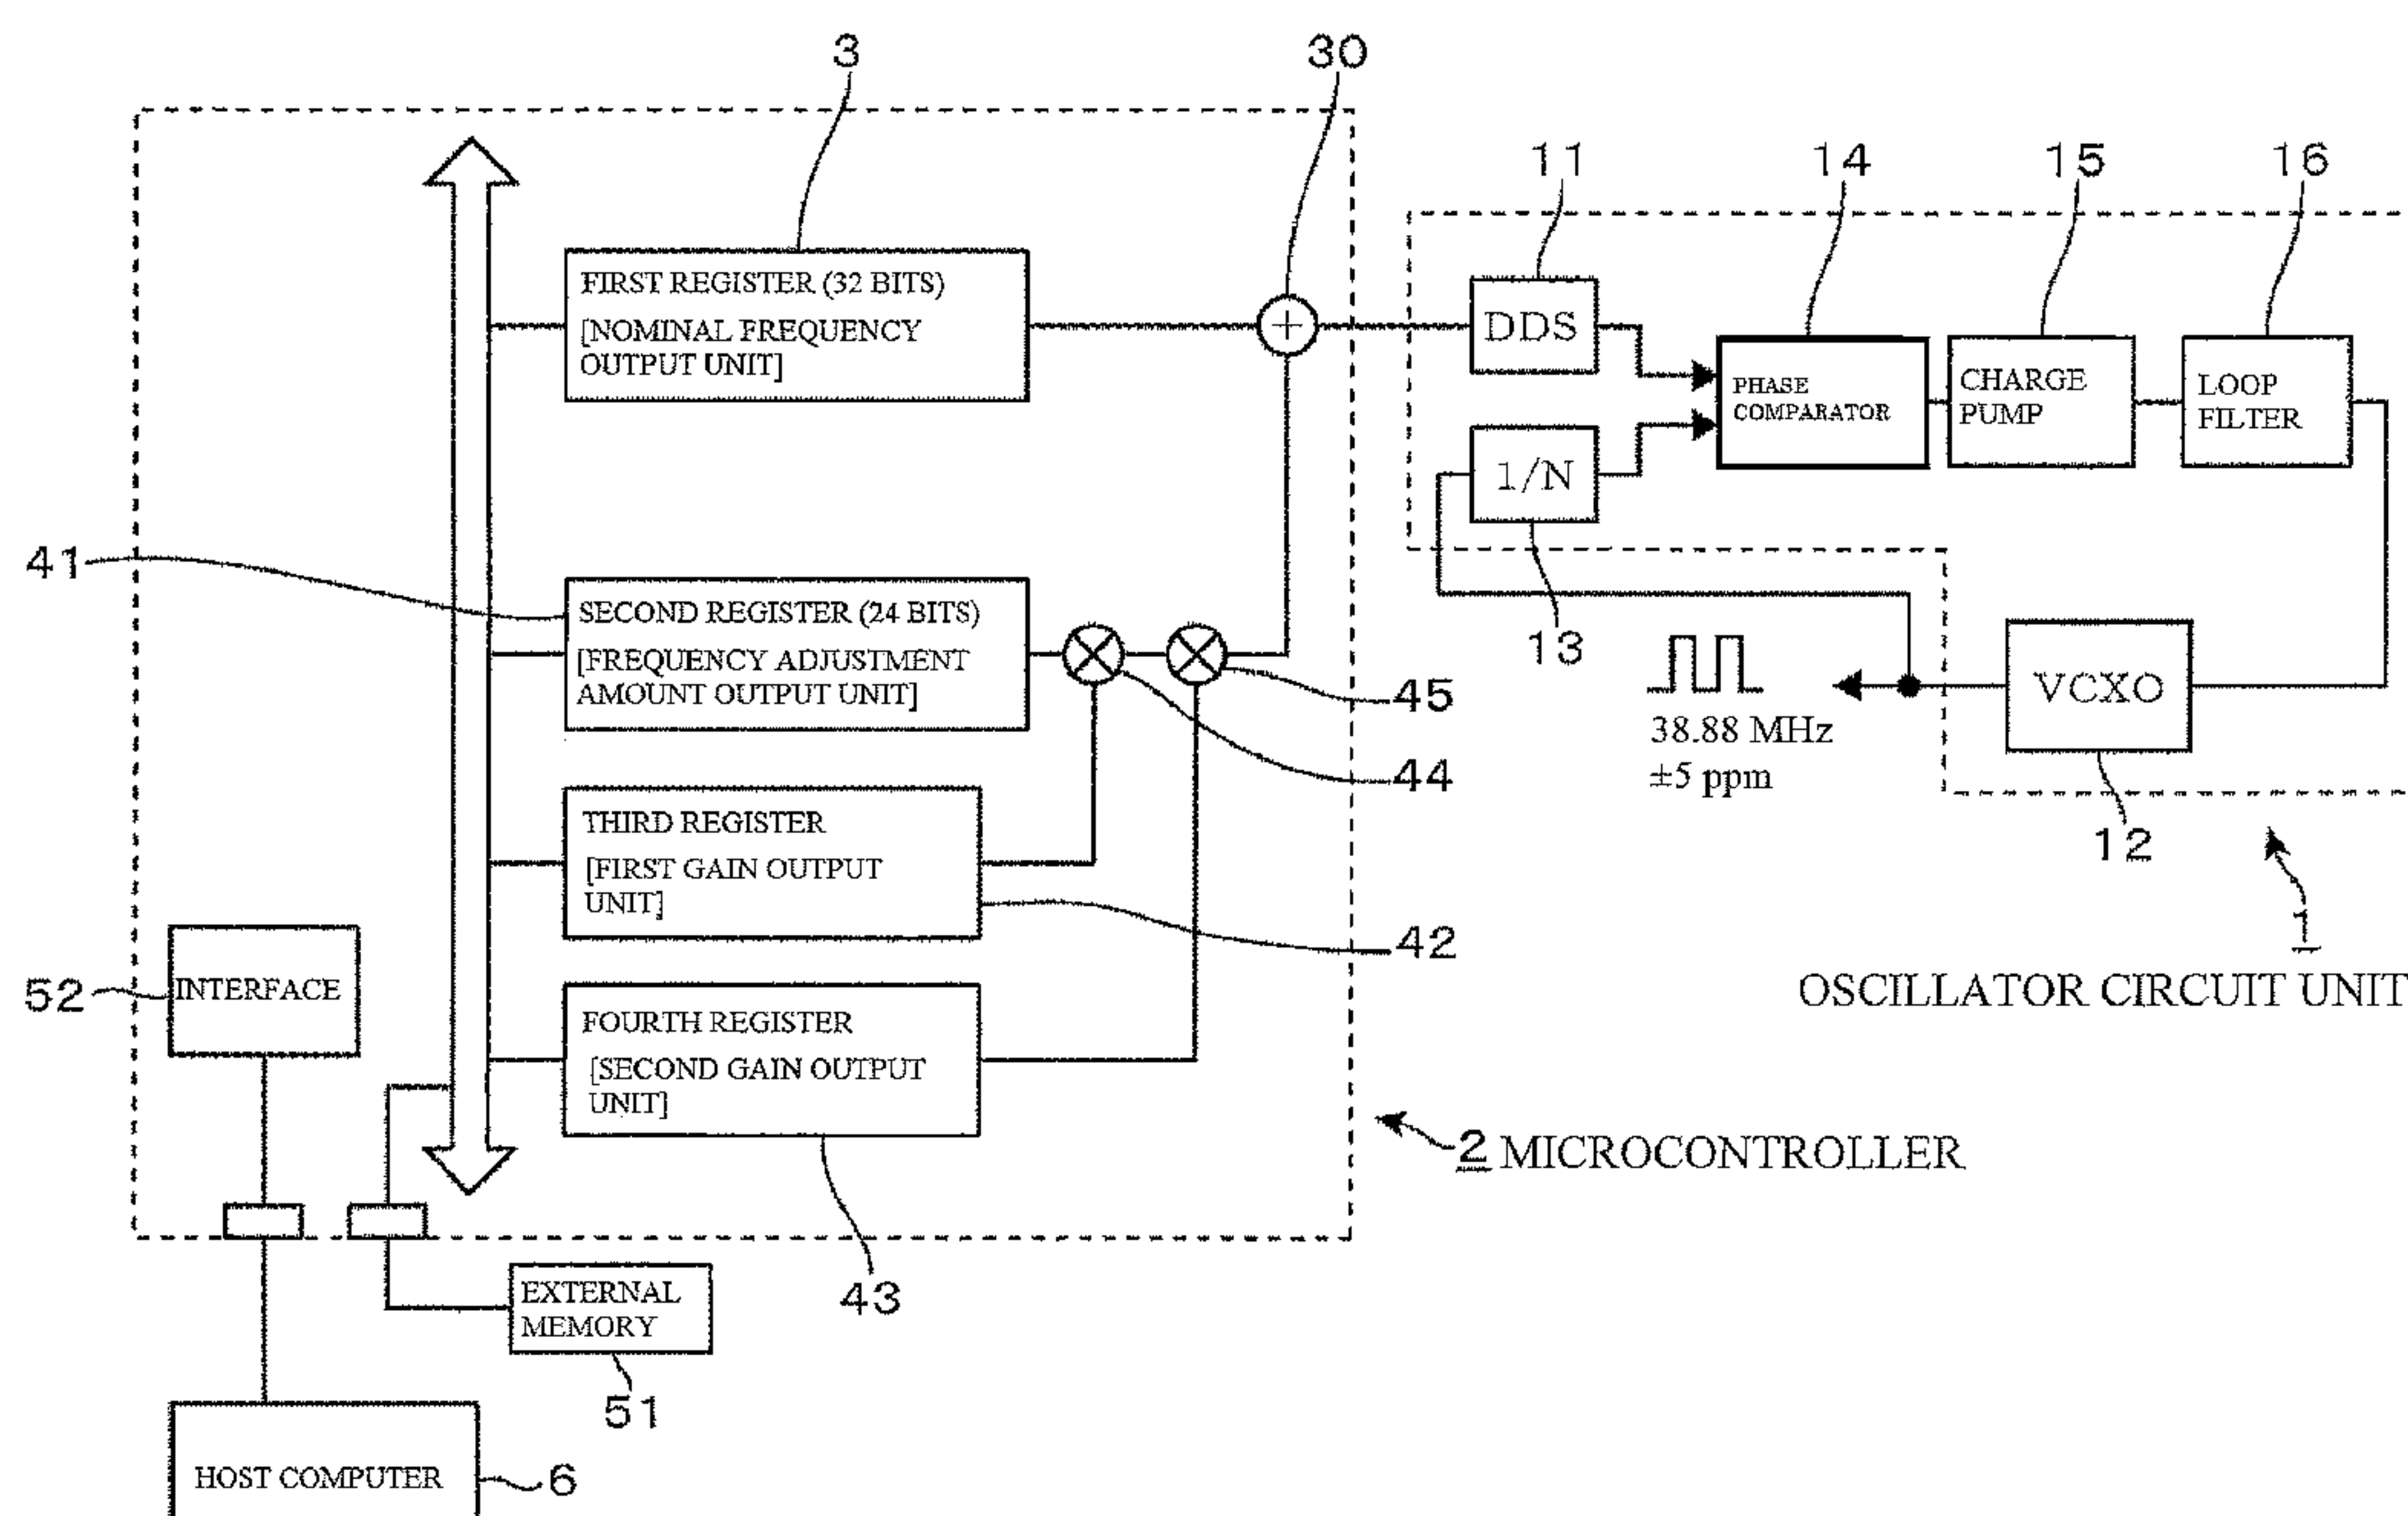 3
30
11
14
15
16
FIRST REGISTER (32 BITS)
[NOMINAL FREQUENCY
OUTPUT UNIT]
+
DDS
PHASE
COMPARATOR
CHARGE
PUMP
LOOP
FILTER
1/N
41
SECOND REGISTER (24 BITS)
[FREQUENCY ADJUSTMENT
AMOUNT OUTPUT UNIT]
13
45
44
38.88 MHz
±5 ppm
VCXO
12
THIRD REGISTER
[FIRST GAIN OUTPUT
UNIT]
42
1
OSCILLATOR CIRCUIT UNIT
52
INTERFACE
FOURTH REGISTER
[SECOND GAIN OUTPUT
UNIT]
2 MICROCONTROLLER
43
EXTERNAL
MEMORY
51
HOST COMPUTER
6